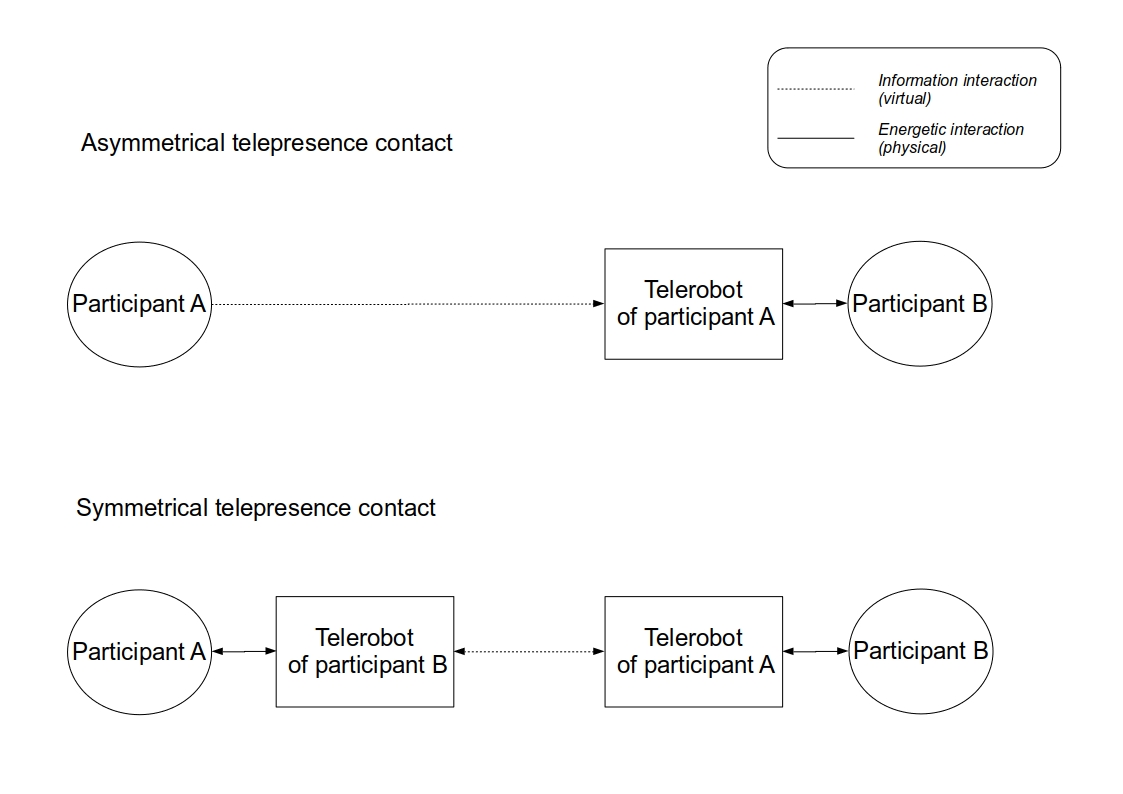 Information interaction
(virtual)
Energetic interaction
(physical)
Asymmetrical telepresence contact
Participant A
Telerobot
of participant A
Participant B
Symmetrical telepresence contact
Participant A
Telerobot
of participant B
Telerobot
of participant A
Participant B